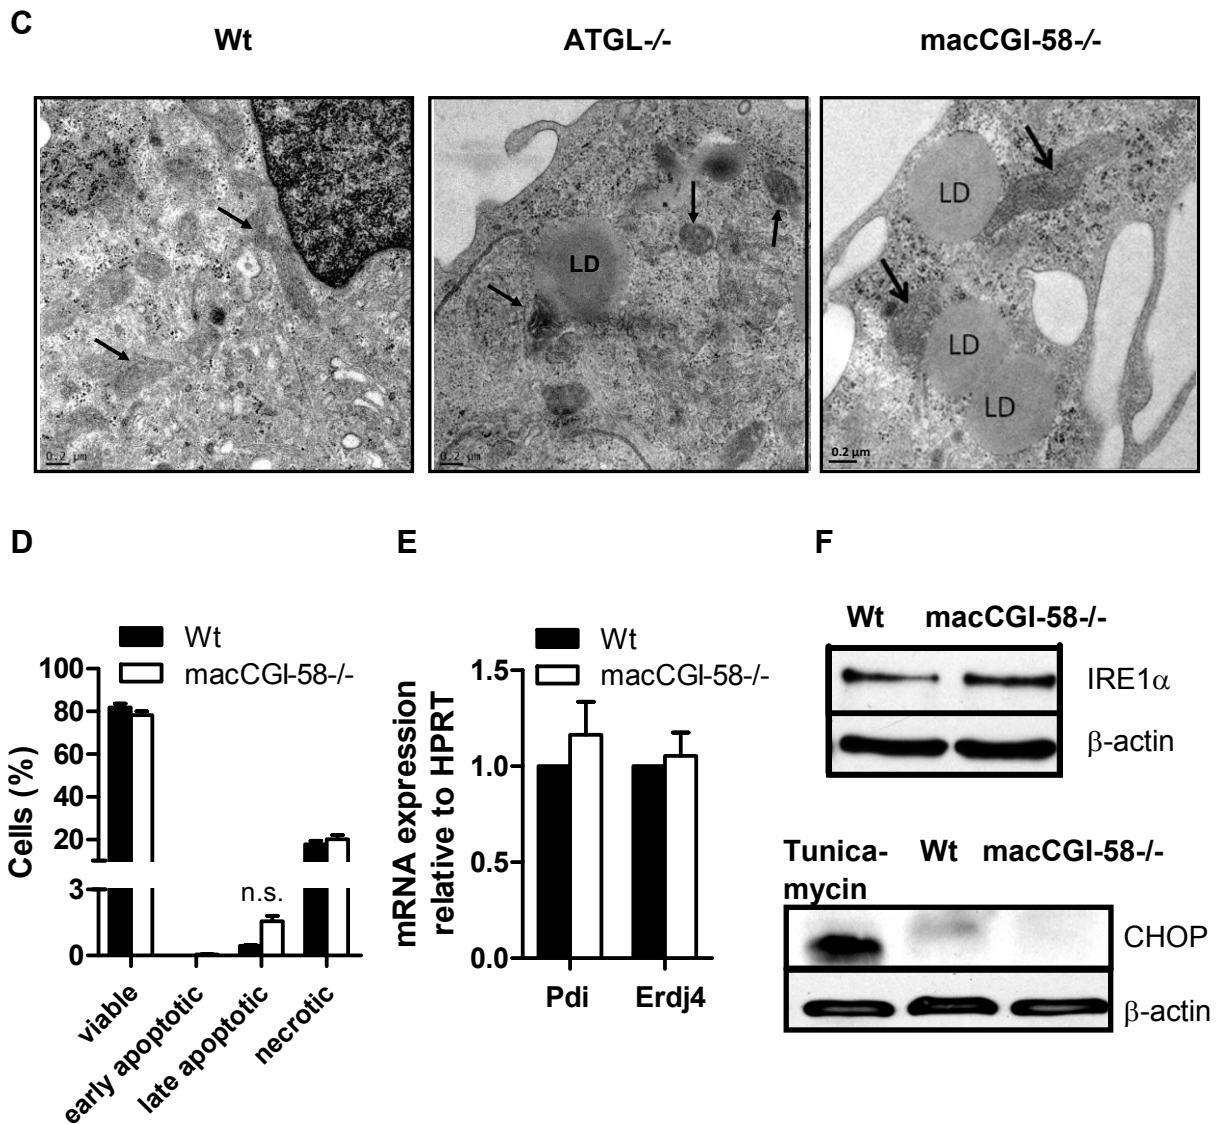 C
Wt ATGL-/- macCGI-58-/-
LD
LD
LD
LD
0.2 µm
0.2 µm
0.2 µm
D
Wt
macCGI-58-/-
Cells (%)
100
80
60
40
20
3
0
n.s.
viable
early apoptotic
late apoptotic
necrotic
E
Wt
macCGI-58-/-
mRNA expression
relative to HPRT
1.5
1.0
0.5
0.0
Pdi Erdj4
F
Wt macCGI-58-/-
IRE1α
β-actin
Tunica-
mycin
Wt macCGI-58-/-
CHOP
β-actin